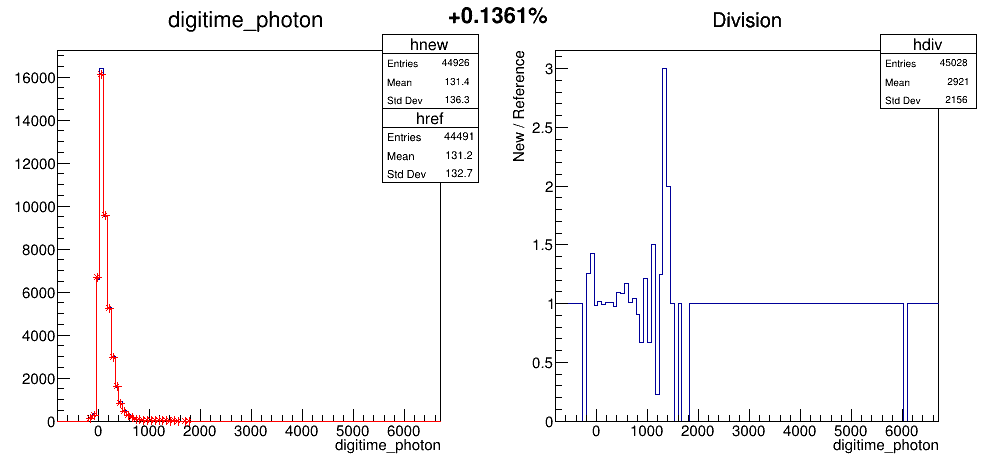 +0.1361%
digitime_photon
hnew
Entries 44926
Mean 131.4
Std Dev 136.3
href
Entries 44491
Mean 131.2
Std Dev 132.7
16000
14000
12000
10000
8000
6000
4000
2000
0
0 1000 2000 3000 4000 5000 6000
digitime_photon
Division
hdiv
Entries 45028
Mean 2921
Std Dev 2156
New / Reference
3
2.5
2
1.5
1
0.5
0
0 1000 2000 3000 4000 5000 6000
digitime_photon